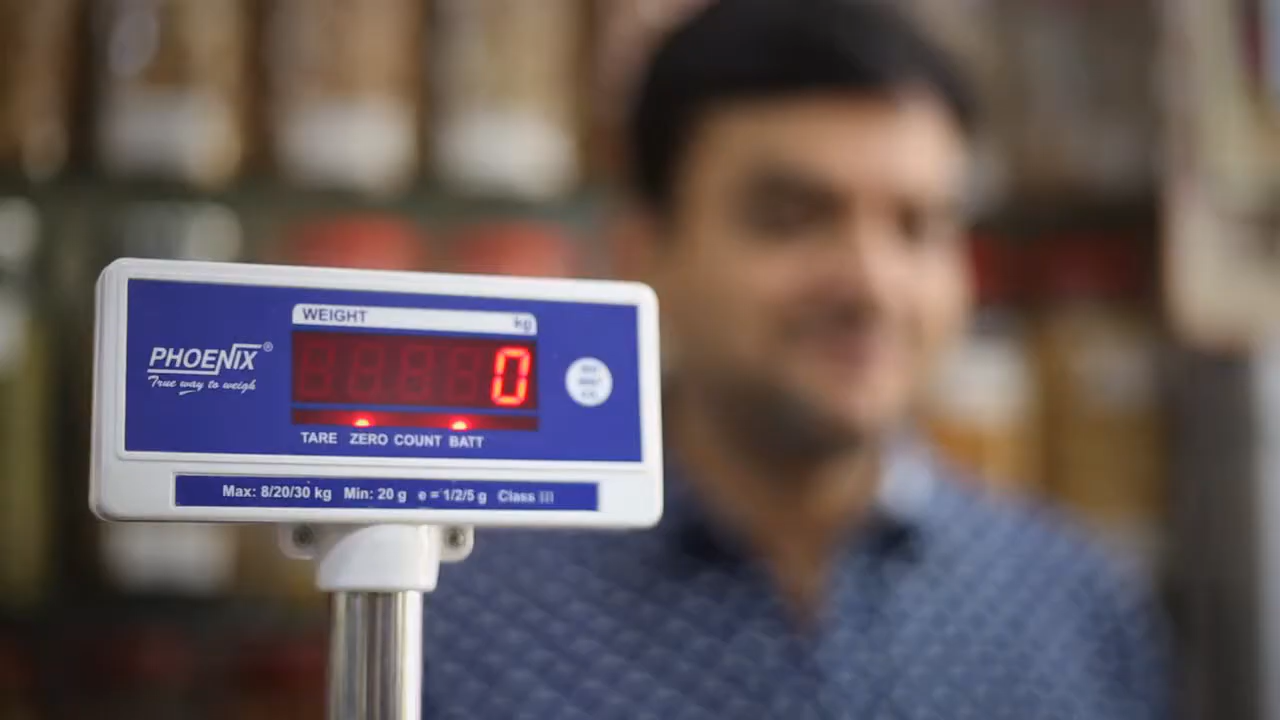 WEIGHT kg
PHOENIX®
True way to weigh
0
TARE ZERO COUNT BATT
Max: 8/20/30 kg Min: 20 g e = 1/2/5 g Class III